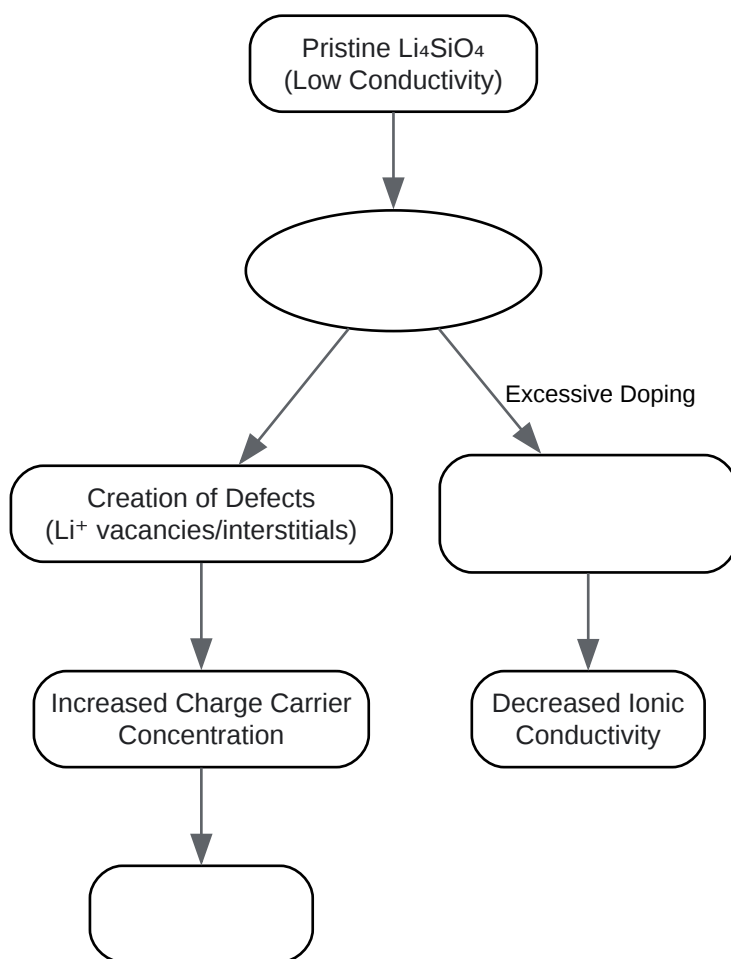 Pristine Li₄SiO₄
(Low Conductivity)
Excessive Doping
Creation of Defects
(Li⁺ vacancies/interstitials)
Increased Charge Carrier
Concentration
Decreased Ionic
Conductivity